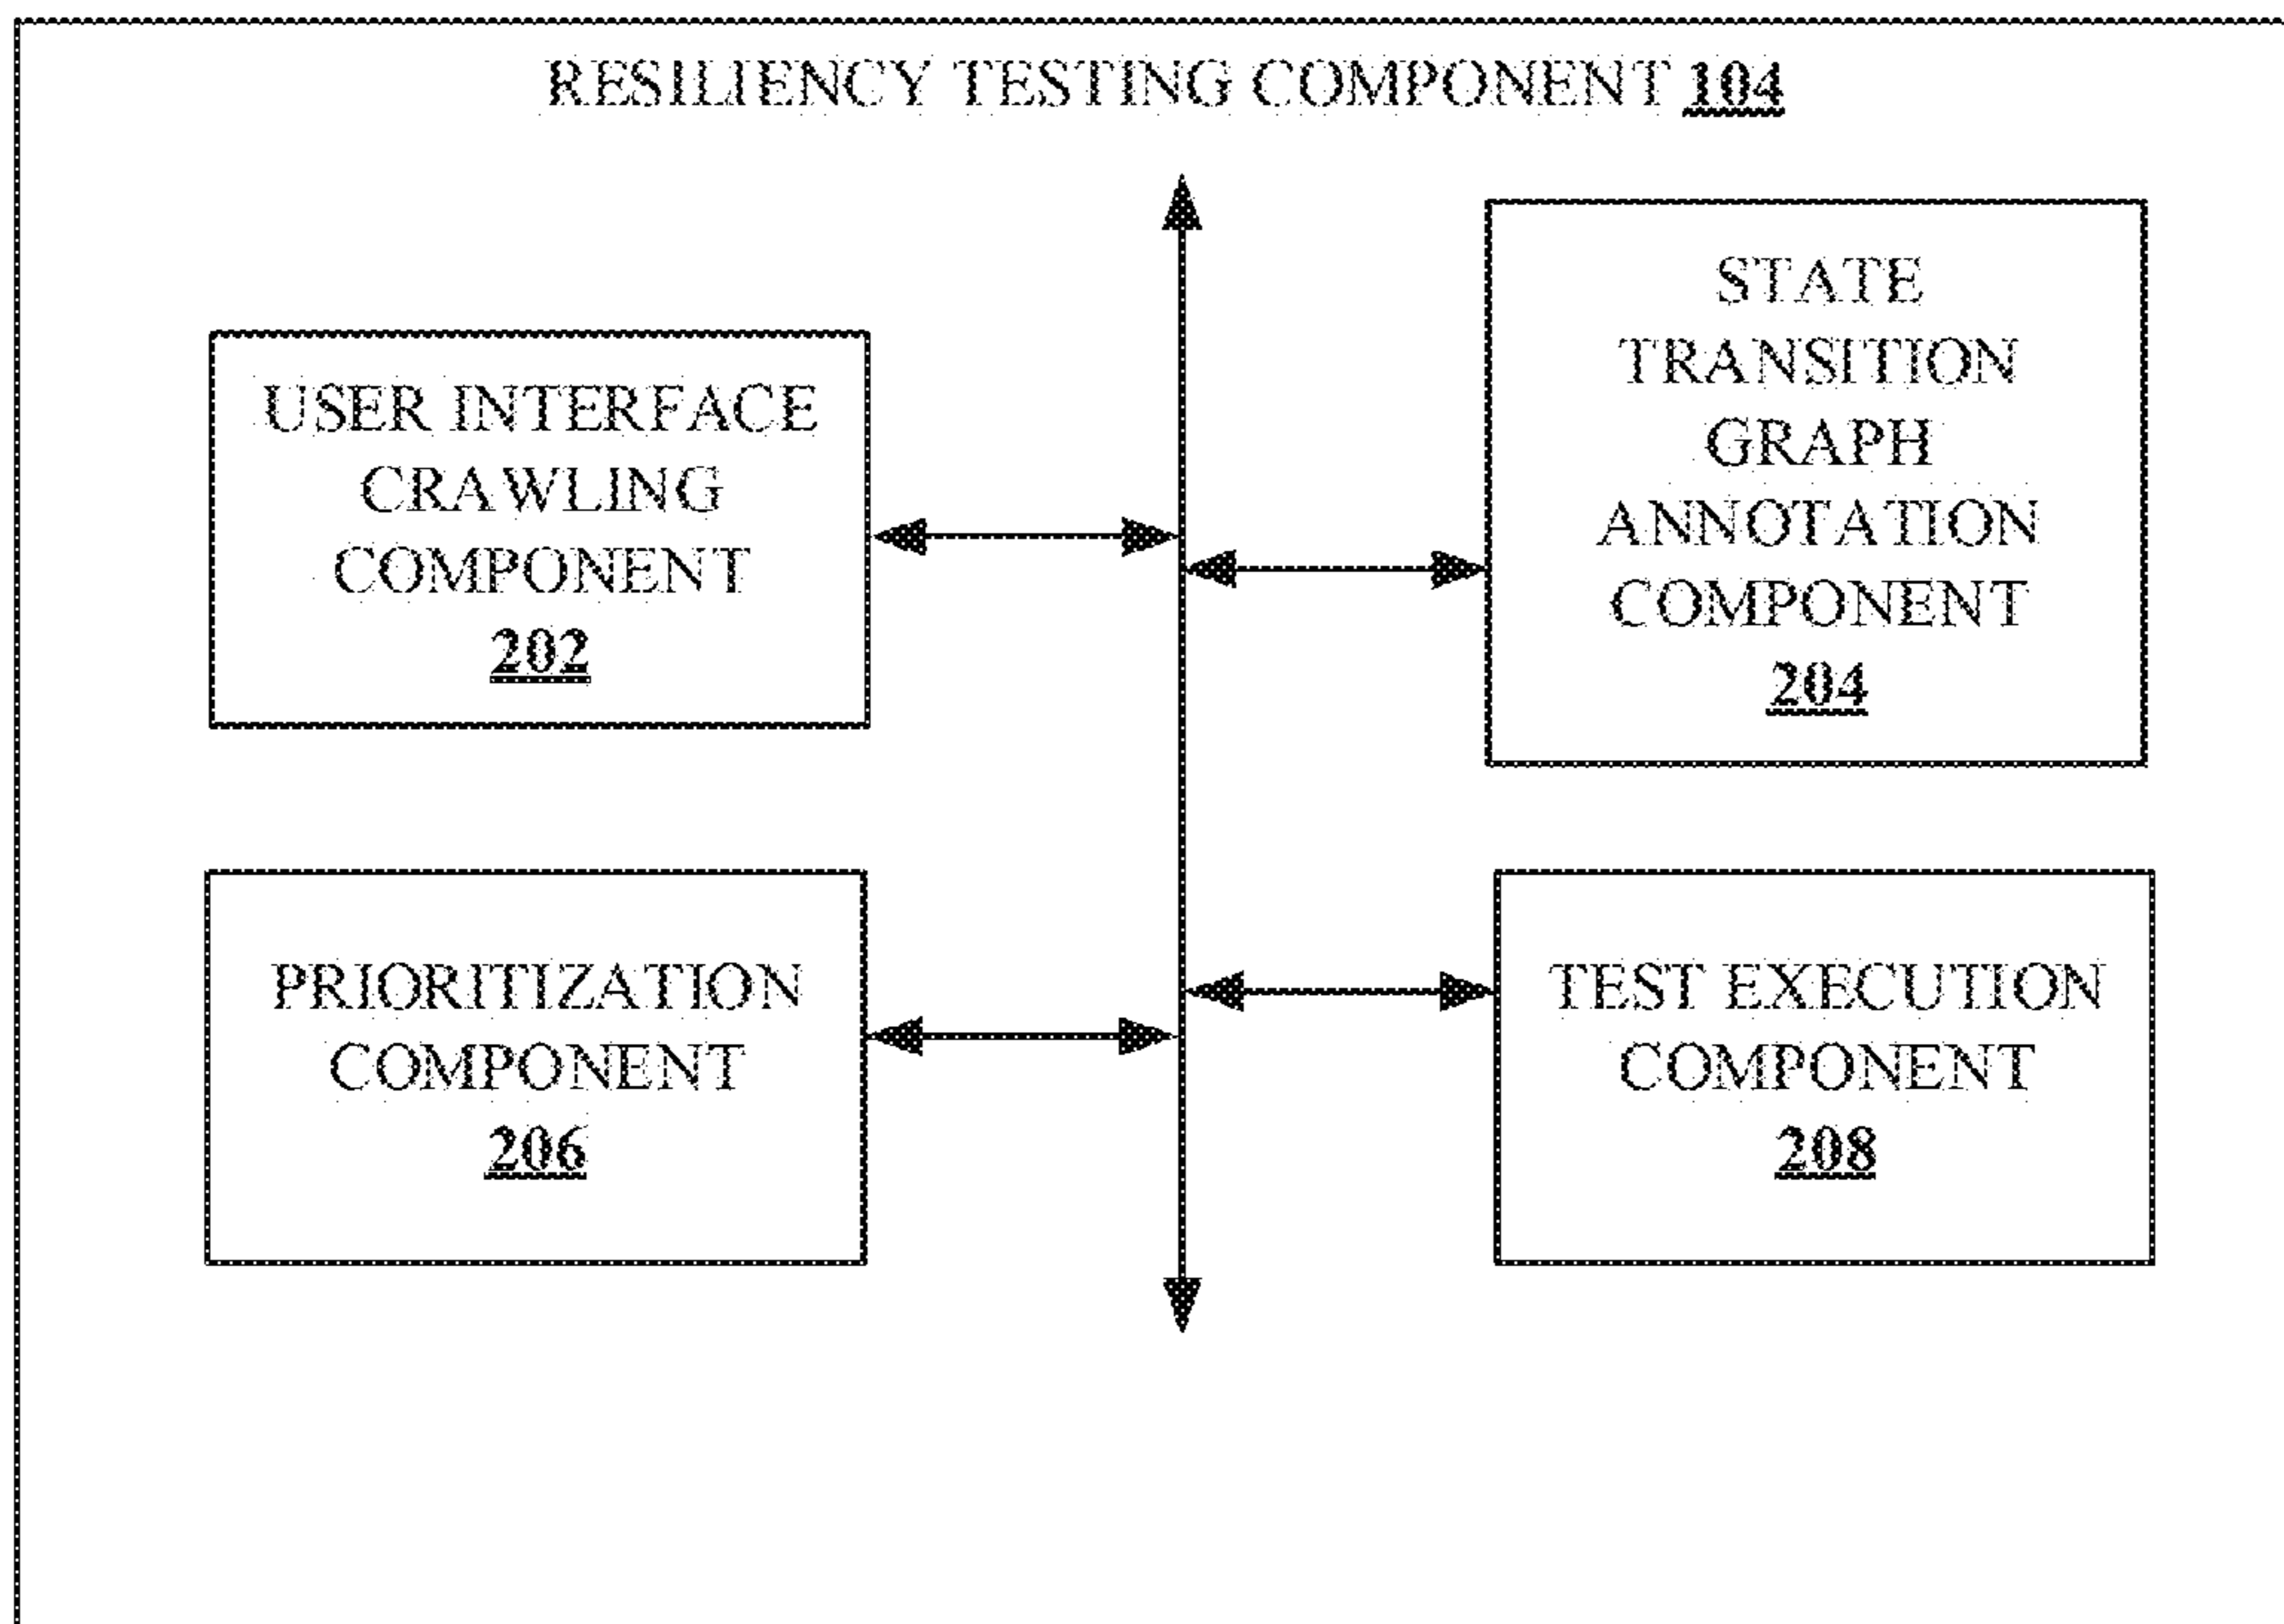 RESILIENCY TESTING COMPONENT 104
USER INTERFACE
CRAWLING
COMPONENT
202
STATE
TRANSITION
GRAPH
ANNOTATION
COMPONENT
204
PRIORITIZATION
COMPONENT
206
TEST EXECUTION
COMPONENT
208